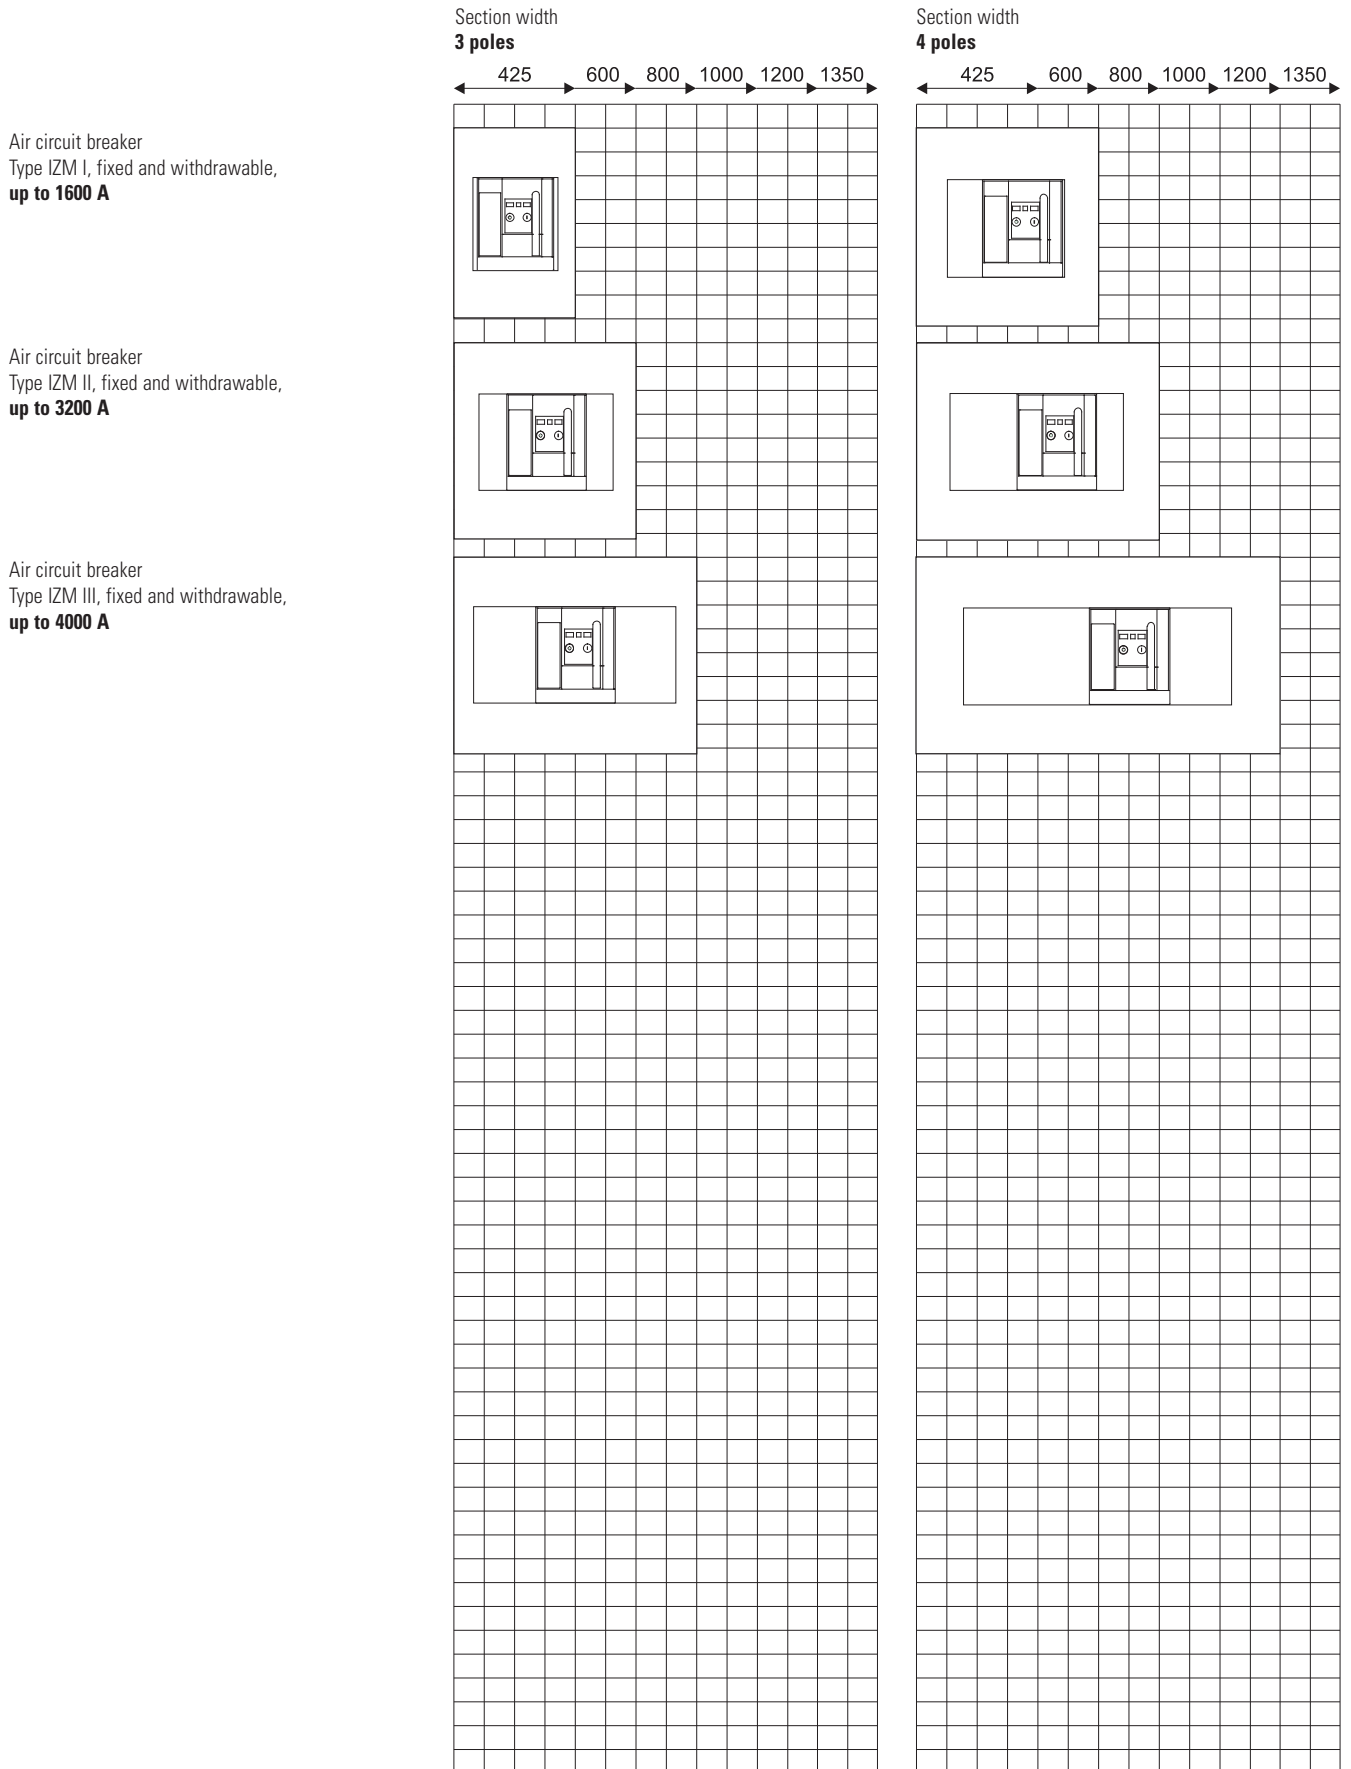 Section width
3 poles
425 600 800 1000 1200 1350
Section width
4 poles
425 600 800 1000 1200 1350
Air circuit breaker
Type IZM I, fixed and withdrawable,
up to 1600 A
Air circuit breaker
Type IZM II, fixed and withdrawable,
up to 3200 A
Air circuit breaker
Type IZM III, fixed and withdrawable,
up to 4000 A